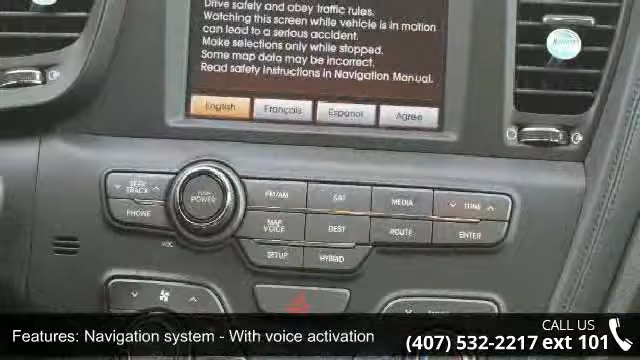 Drive safely and obey traffic rules.
Watching this screen while vehicle is in motion
can lead to a serious accident.
Make selections only while stopped.
Some map data may be incorrect.
Read safety instructions in Navigation Manual.
English Français Español Agree
SEEK TRACK
PUSH POWER
FM/AM SAT MEDIA TUNE
PHONE
MAP VOICE DEST ROUTE ENTER
VOL
SETUP HYBRID
Features: Navigation system - With voice activation
CALL US
(407) 532-2217 ext 101